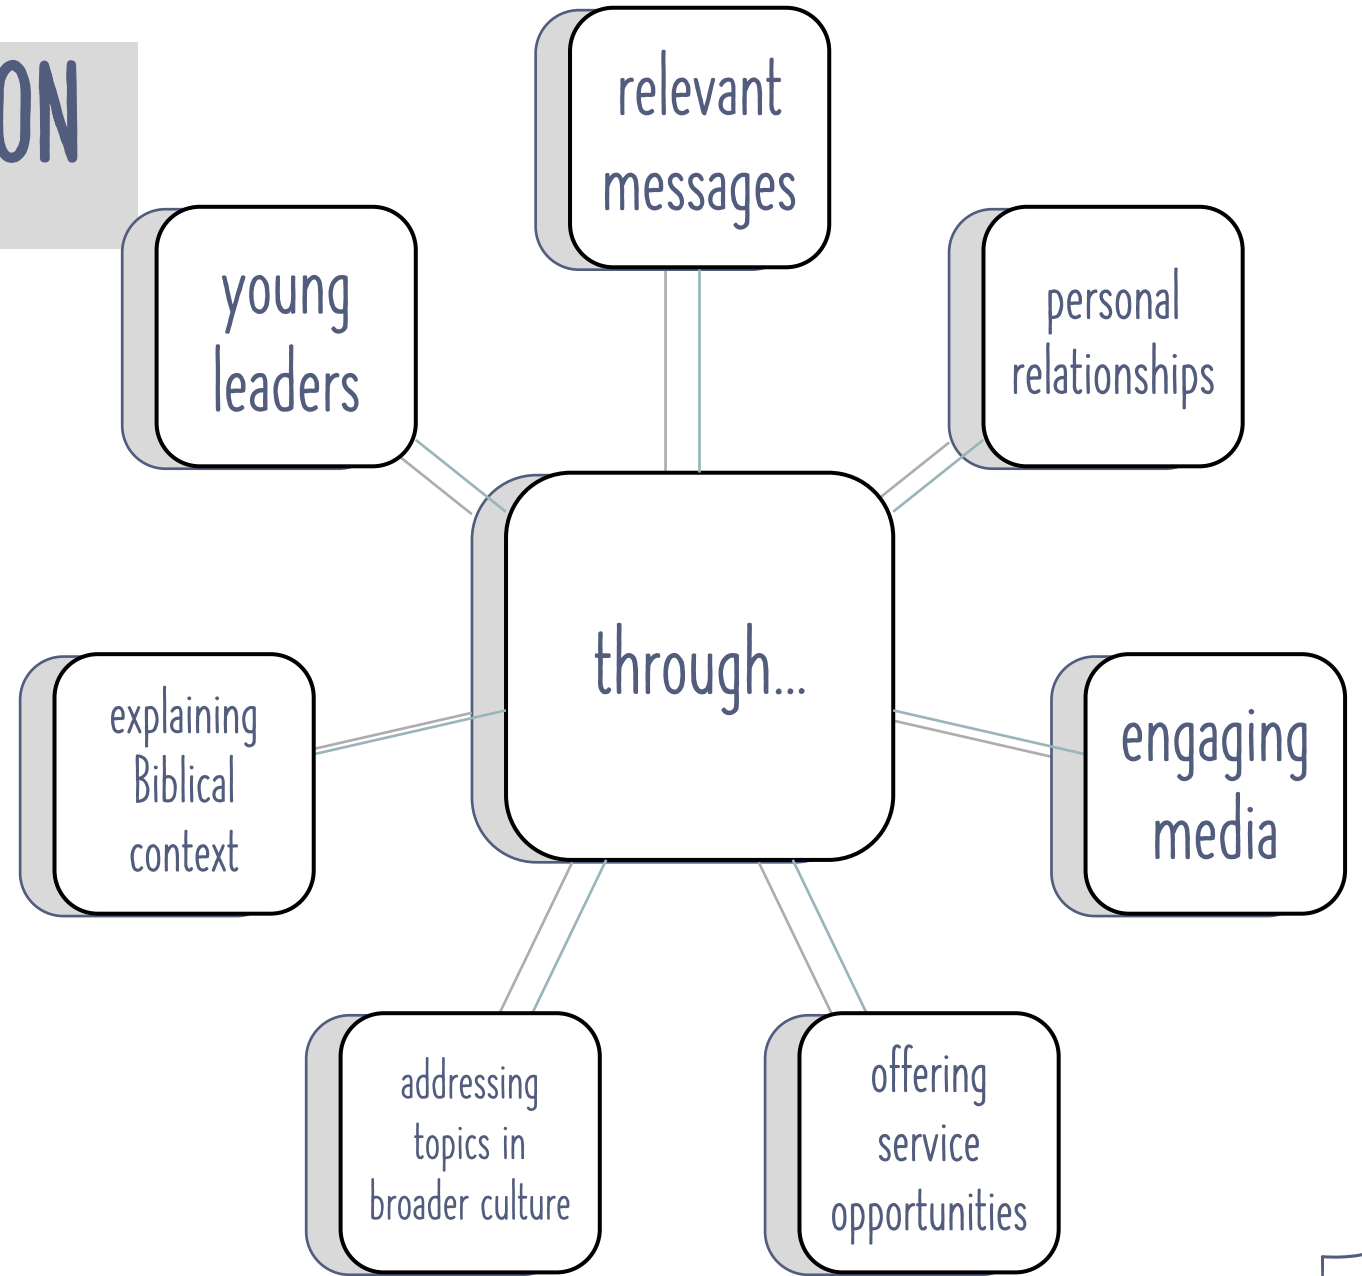 ON
relevant
messages
young
leaders
personal
relationships
through...
explaining
Biblical
context
engaging
media
addressing
topics in
broader culture
offering
service
opportunities